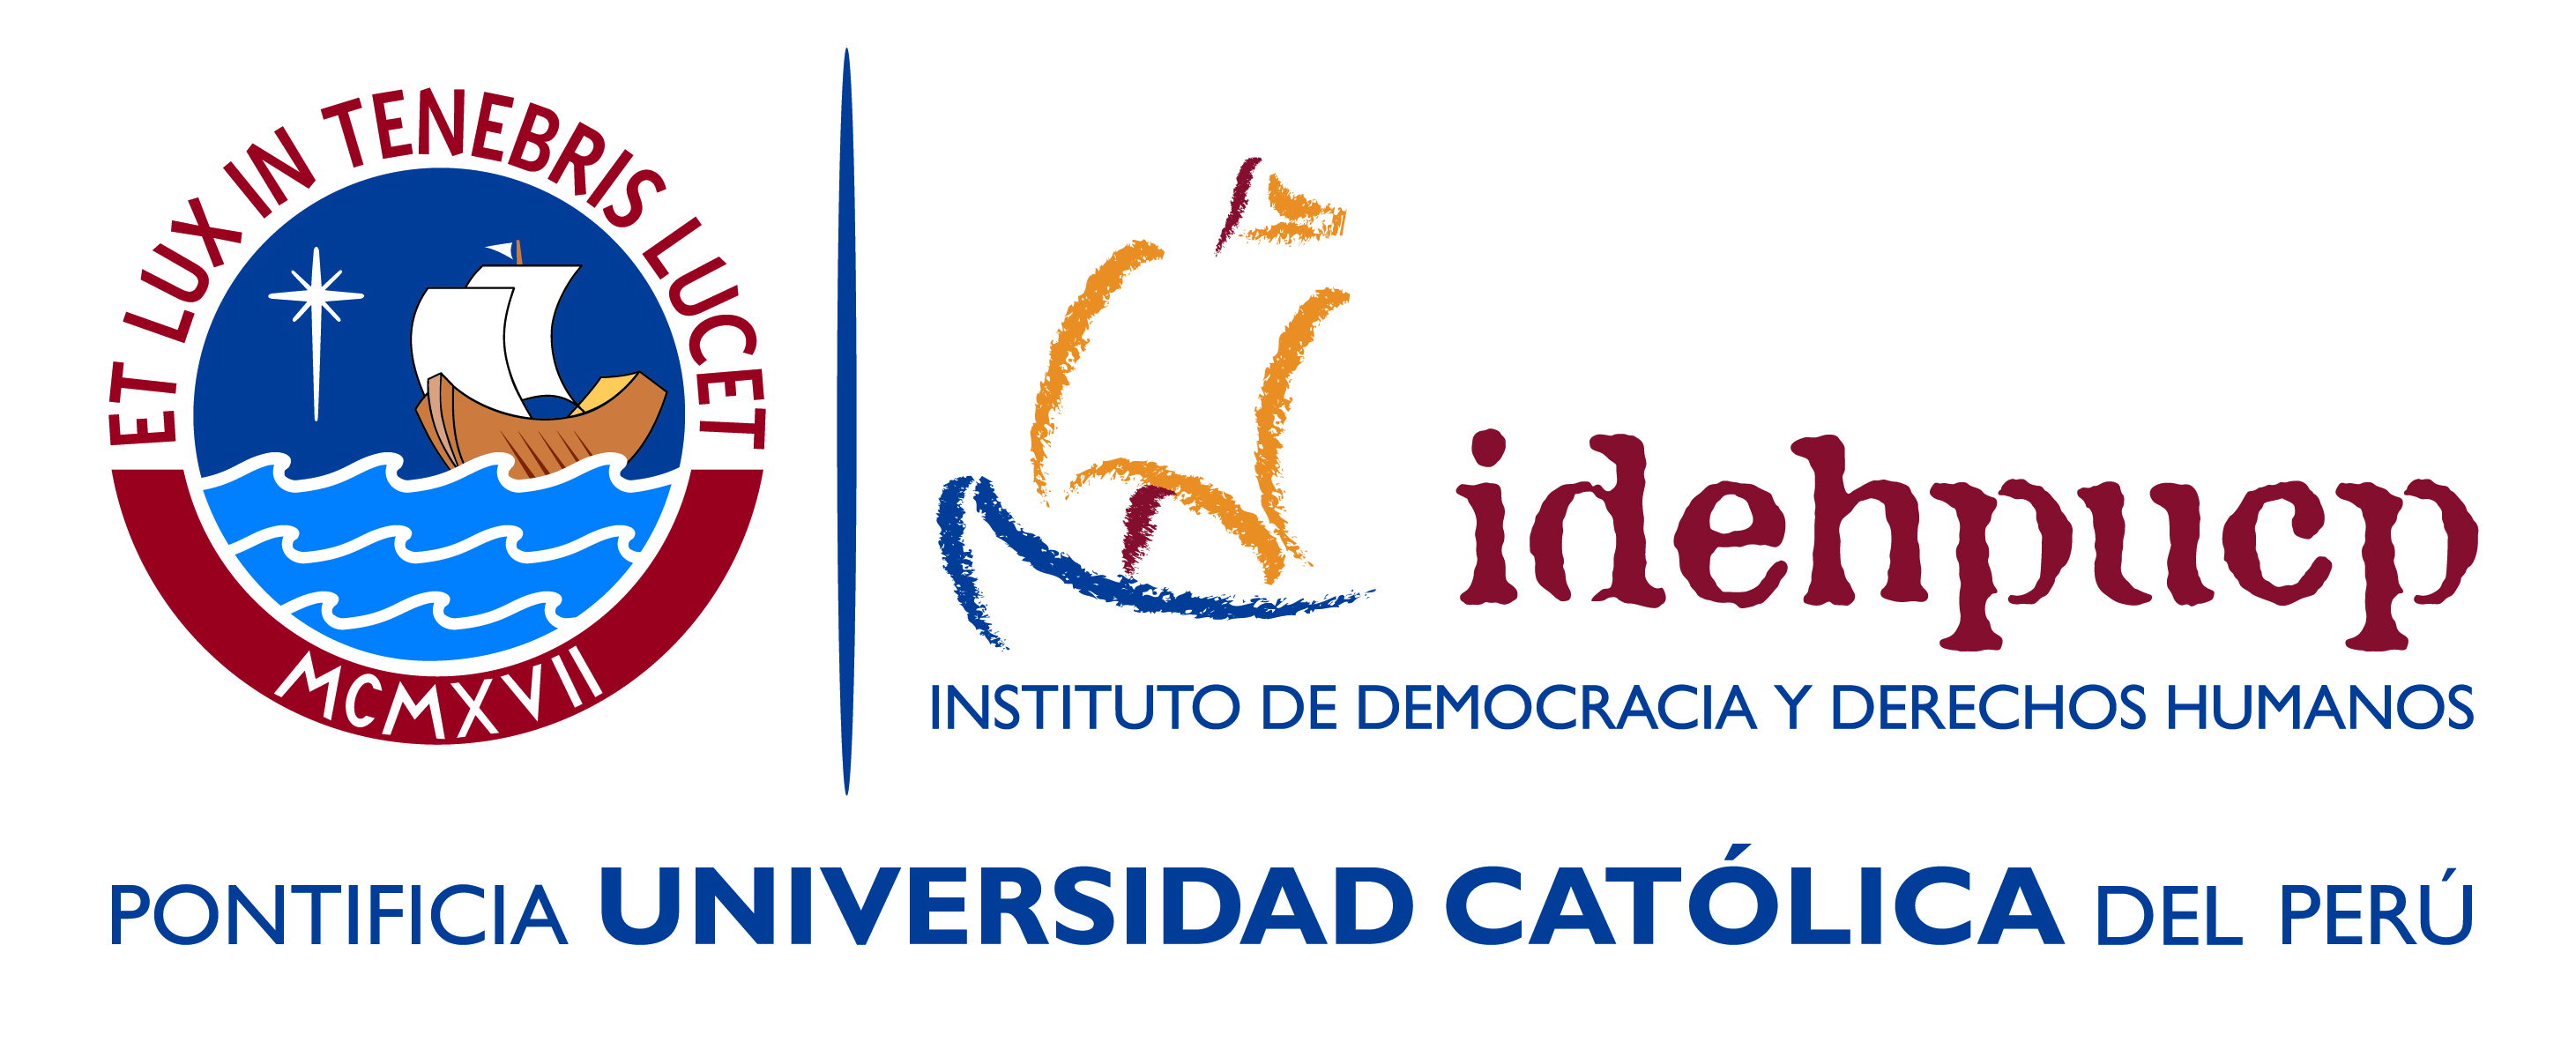 ET LUX IN TENEBRIS LUCET
MCMXVII
idehpucp
INSTITUTO DE DEMOCRACIA Y DERECHOS HUMANOS
PONTIFICIA UNIVERSIDAD CATÓLICA DEL PERÚ